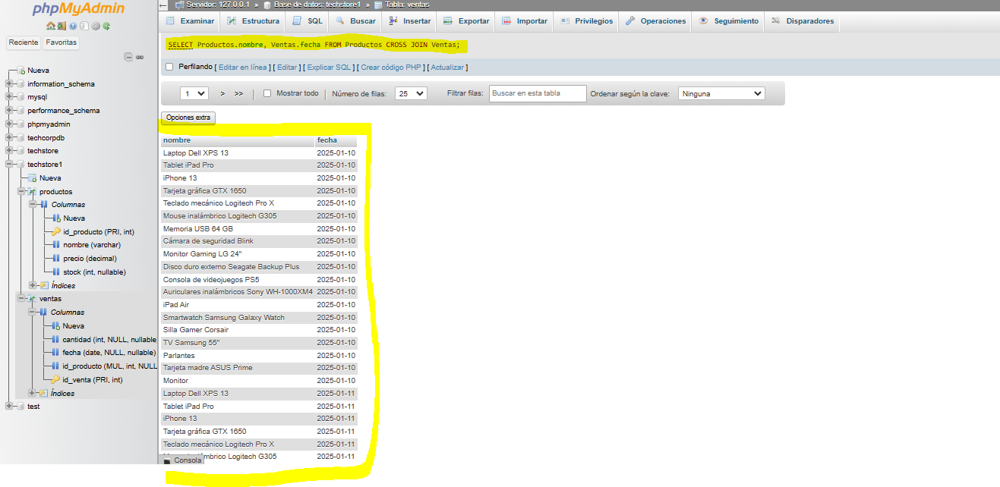 phpMyAdmin
Reciente Favoritas
Nueva
information_schema
mysql
performance_schema
phpmyadmin
techcorpdb
techstore
techstore1
Nueva
productos
Columnas
Nueva
id_producto (PRI, int)
nombre (varchar)
precio (decimal)
stock (int, nullable)
Índices
ventas
Columnas
Nueva
cantidad (int, NULL, nullable
fecha (date, NULL, nullable)
id_producto (MUL, int, NULL
id_venta (PRI, int)
Índices
test
Servidor: 127.0.0.1 » Base de datos: techstore1 » Tabla: ventas
Examinar Estructura SQL Buscar Insertar Exportar Importar Privilegios Operaciones Seguimiento Disparadores
SELECT Productos.nombre, Ventas.fecha FROM Productos CROSS JOIN Ventas;
Perfilando [ Editar en línea ] [ Editar ] [ Explicar SQL ] [ Crear código PHP ] [ Actualizar ]
1 > >> Mostrar todo Número de filas: 25 Filtrar filas: Buscar en esta tabla Ordenar según la clave: Ninguna
Opciones extra
nombre fecha
Laptop Dell XPS 13 2025-01-10
Tablet iPad Pro 2025-01-10
iPhone 13 2025-01-10
Tarjeta gráfica GTX 1650 2025-01-10
Teclado mecánico Logitech Pro X 2025-01-10
Mouse inalámbrico Logitech G305 2025-01-10
Memoria USB 64 GB 2025-01-10
Cámara de seguridad Blink 2025-01-10
Monitor Gaming LG 24" 2025-01-10
Disco duro externo Seagate Backup Plus 2025-01-10
Consola de videojuegos PS5 2025-01-10
Auriculares inalámbricos Sony WH-1000XM4 2025-01-10
iPad Air 2025-01-10
Smartwatch Samsung Galaxy Watch 2025-01-10
Silla Gamer Corsair 2025-01-10
TV Samsung 55" 2025-01-10
Parlantes 2025-01-10
Tarjeta madre ASUS Prime 2025-01-10
Monitor 2025-01-10
Laptop Dell XPS 13 2025-01-11
Tablet iPad Pro 2025-01-11
iPhone 13 2025-01-11
Tarjeta gráfica GTX 1650 2025-01-11
Teclado mecánico Logitech Pro X 2025-01-11
Logitech G305 2025-01-11
Consola